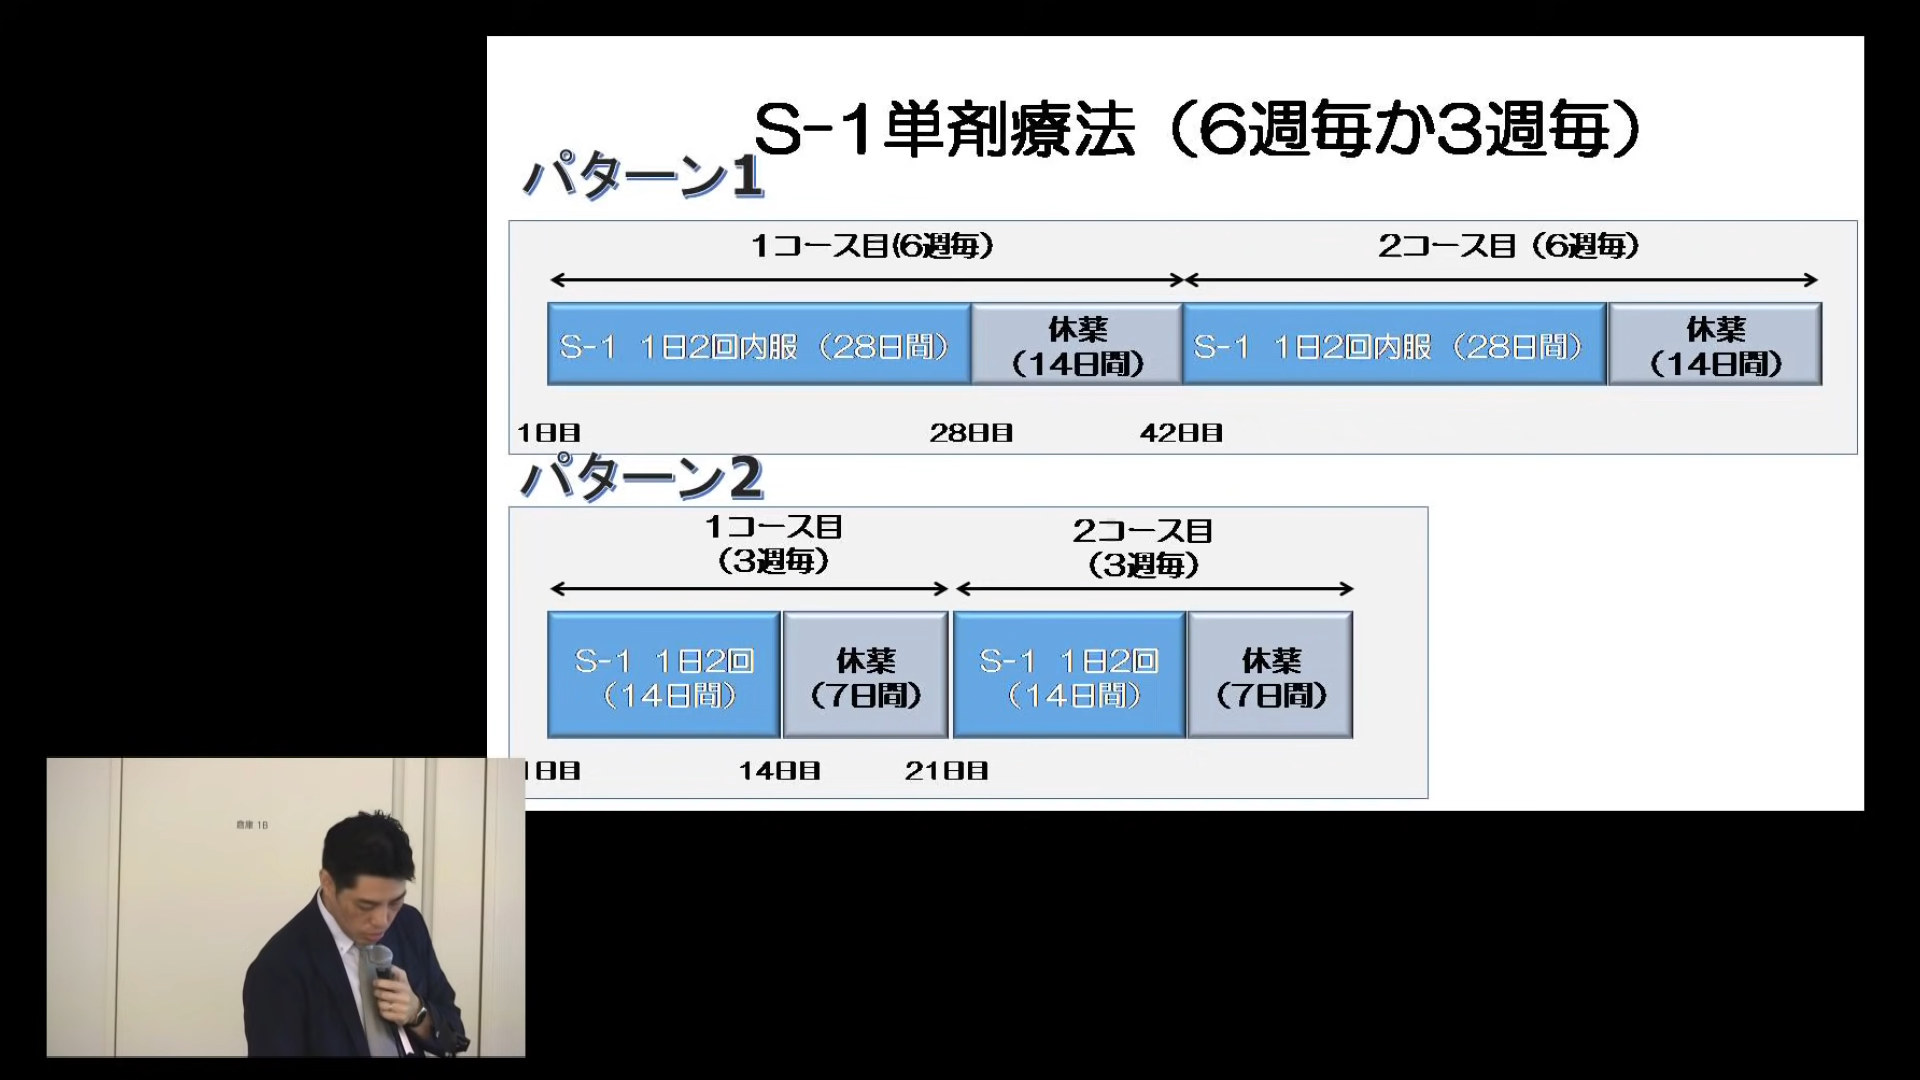 S-1単剤療法（6週毎か3週毎）
パターン1
1コース目(6週毎)
2コース目（6週毎）
S-1 1日2回内服（28日間）
休薬
（14日間）
S-1 1日2回内服（28日間）
休薬
（14日間）
1日目
28日目
42日目
パターン2
1コース目
（3週毎）
2コース目
（3週毎）
S-1 1日2回
（14日間）
休薬
（7日間）
S-1 1日2回
（14日間）
休薬
（7日間）
1日目
14日目
21日目
倉庫 1B